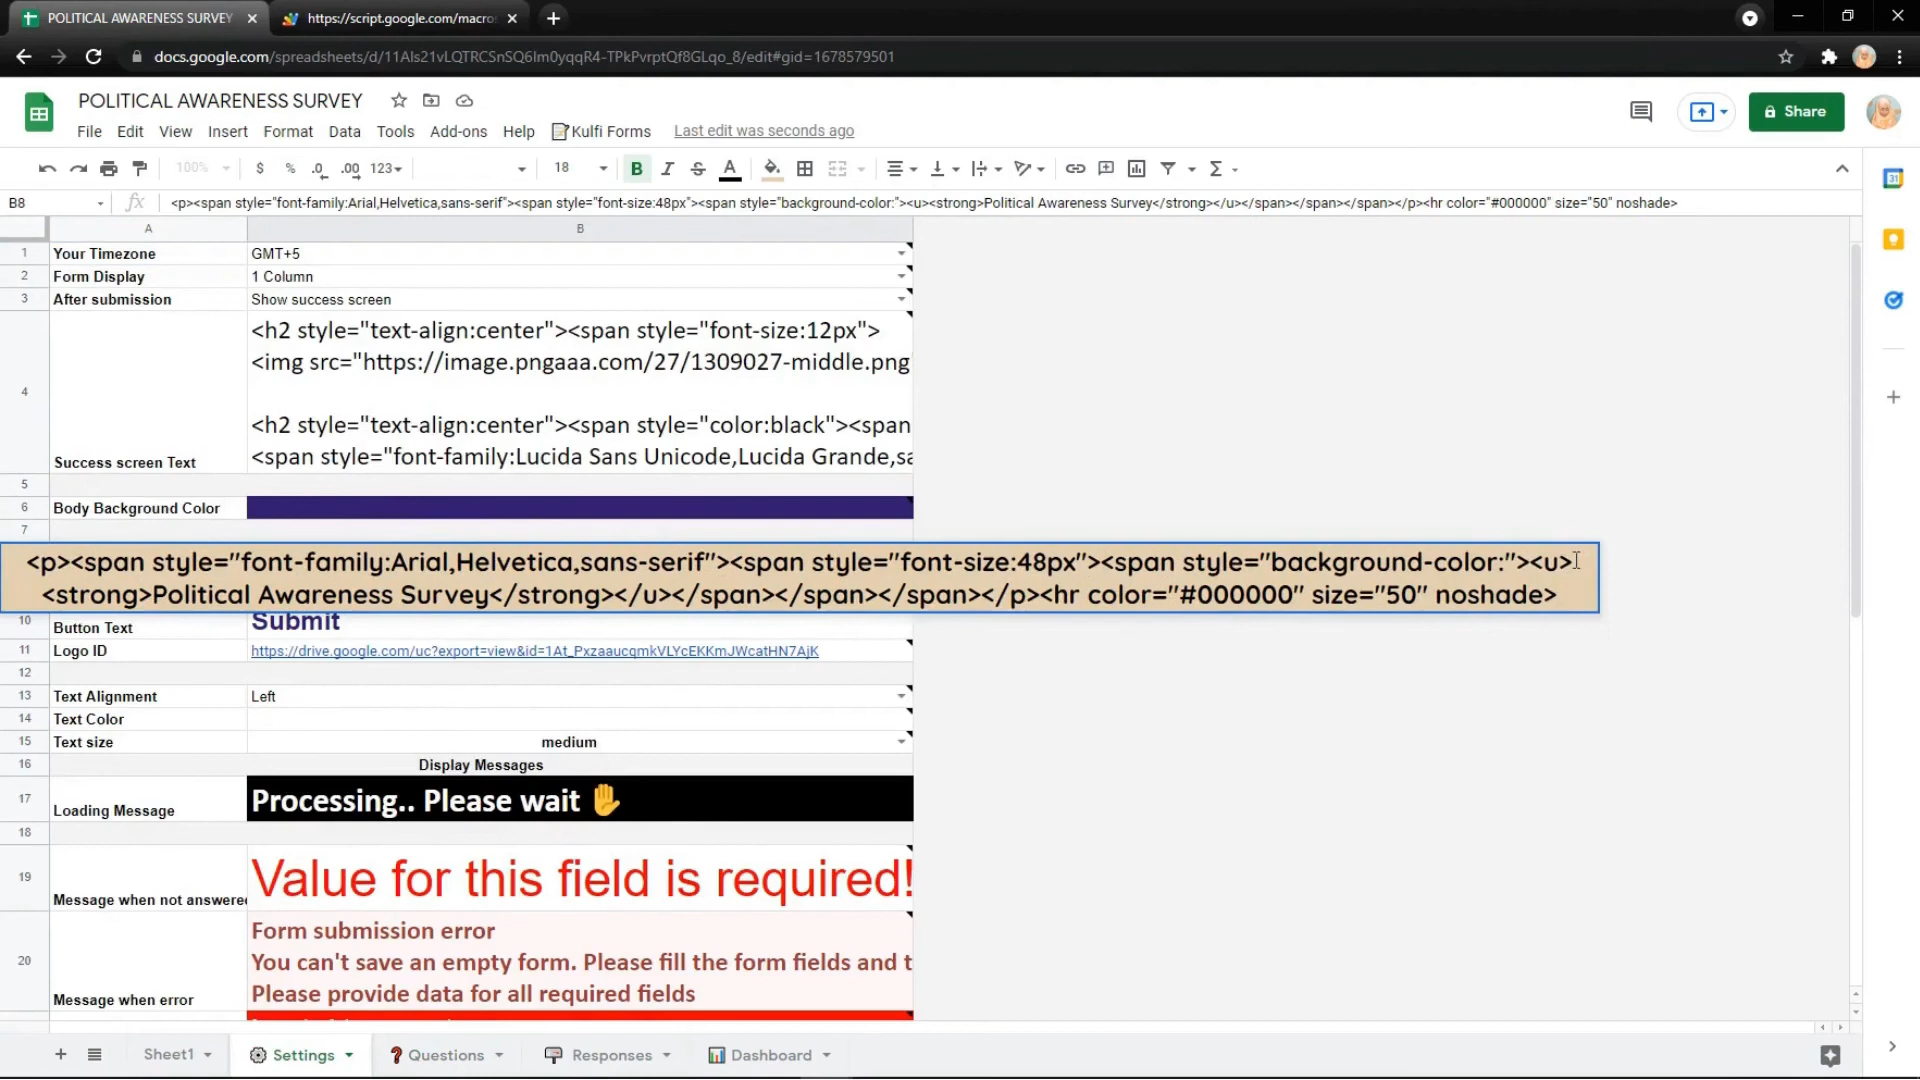 POLITICAL AWARENESS SURVEY
https://script.google.com/macros
docs.google.com/spreadsheets/d/11AIs21vLQTRCSnSQ6Im0yqqR4-TPkPvrptQf8GLqo_8/edit#gid=1678579501
POLITICAL AWARENESS SURVEY
File Edit View Insert Format Data Tools Add-ons Help Kulfi Forms Last edit was seconds ago
Share
100% $ % .0 .00 123 18 B I S A
B8 fx <p><span style="font-family:Arial,Helvetica,sans-serif"><span style="font-size:48px"><span style="background-color:"><u><strong>Political Awareness Survey</strong></u></span></span></span></p><hr color="#000000" size="50" noshade>
A B
1 Your Timezone GMT+5
2 Form Display 1 Column
3 After submission Show success screen
<h2 style="text-align:center"><span style="font-size:12px">
<img src="https://image.pngaaa.com/27/1309027-middle.png"
4
<h2 style="text-align:center"><span style="color:black"><span
Success screen Text <span style="font-family:Lucida Sans Unicode,Lucida Grande,sa
5
6 Body Background Color
7
<p><span style="font-family:Arial,Helvetica,sans-serif"><span style="font-size:48px"><span style="background-color:"><u>
<strong>Political Awareness Survey</strong></u></span></span></span></p><hr color="#000000" size="50" noshade>
10 Button Text Submit
11 Logo ID https://drive.google.com/uc?export=view&id=1At_PxzaaucqmkVLYcEKKmJWcatHN7AjK
12
13 Text Alignment Left
14 Text Color
15 Text size medium
16 Display Messages
17 Loading Message Processing.. Please wait ✋
18
19 Message when not answered Value for this field is required!
Form submission error
20 You can't save an empty form. Please fill the form fields and t
Message when error Please provide data for all required fields
Sheet1 Settings Questions Responses Dashboard